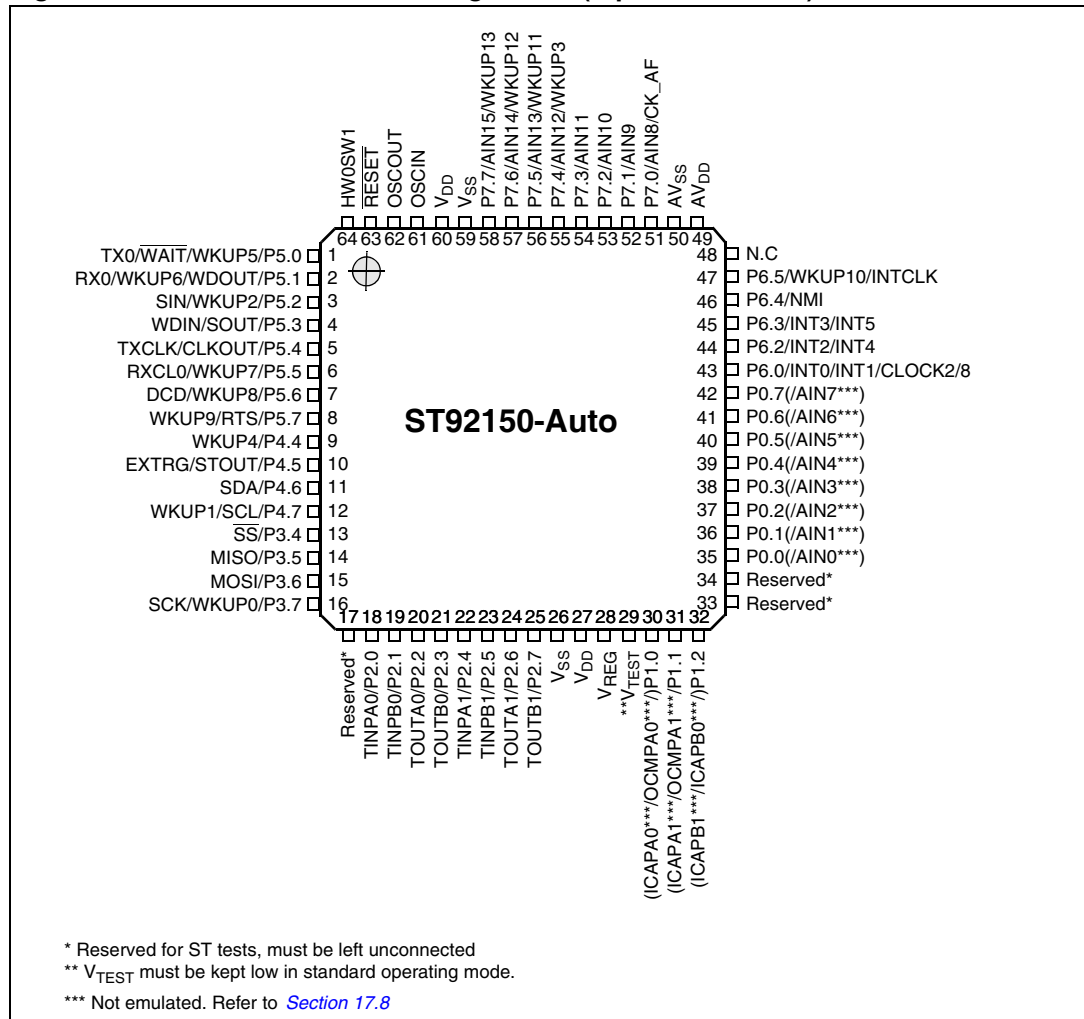 HW0SW1
RESET
OSCOUT
OSCIN
VDD
VSS
P7.7/AIN15/WKUP13
P7.6/AIN14/WKUP12
P7.5/AIN13/WKUP11
P7.4/AIN12/WKUP3
P7.3/AIN11
P7.2/AIN10
P7.1/AIN9
P7.0/AIN8/CK_AF
AVSS
AVDD
64 63 62 61 60 59 58 57 56 55 54 53 52 51 50 49
TX0/WAIT/WKUP5/P5.0 1
RX0/WKUP6/WDOUT/P5.1 2
SIN/WKUP2/P5.2 3
WDIN/SOUT/P5.3 4
TXCLK/CLKOUT/P5.4 5
RXCL0/WKUP7/P5.5 6
DCD/WKUP8/P5.6 7
WKUP9/RTS/P5.7 8
WKUP4/P4.4 9
EXTRG/STOUT/P4.5 10
SDA/P4.6 11
WKUP1/SCL/P4.7 12
SS/P3.4 13
MISO/P3.5 14
MOSI/P3.6 15
SCK/WKUP0/P3.7 16
ST92150-Auto
48 N.C
47 P6.5/WKUP10/INTCLK
46 P6.4/NMI
45 P6.3/INT3/INT5
44 P6.2/INT2/INT4
43 P6.0/INT0/INT1/CLOCK2/8
42 P0.7(/AIN7***)
41 P0.6(/AIN6***)
40 P0.5(/AIN5***)
39 P0.4(/AIN4***)
38 P0.3(/AIN3***)
37 P0.2(/AIN2***)
36 P0.1(/AIN1***)
35 P0.0(/AIN0***)
34 Reserved*
33 Reserved*
17 18 19 20 21 22 23 24 25 26 27 28 29 30 31 32
Reserved*
TINPA0/P2.0
TINPB0/P2.1
TOUTA0/P2.2
TOUTB0/P2.3
TINPA1/P2.4
TINPB1/P2.5
TOUTA1/P2.6
TOUTB1/P2.7
VSS
VDD
VREG
**VTEST
(ICAPA0***/OCMPA0***/)P1.0
(ICAPA1***/OCMPA1***/)P1.1
(ICAPB1***/ICAPB0***/)P1.2
* Reserved for ST tests, must be left unconnected
** VTEST must be kept low in standard operating mode.
*** Not emulated. Refer to Section 17.8